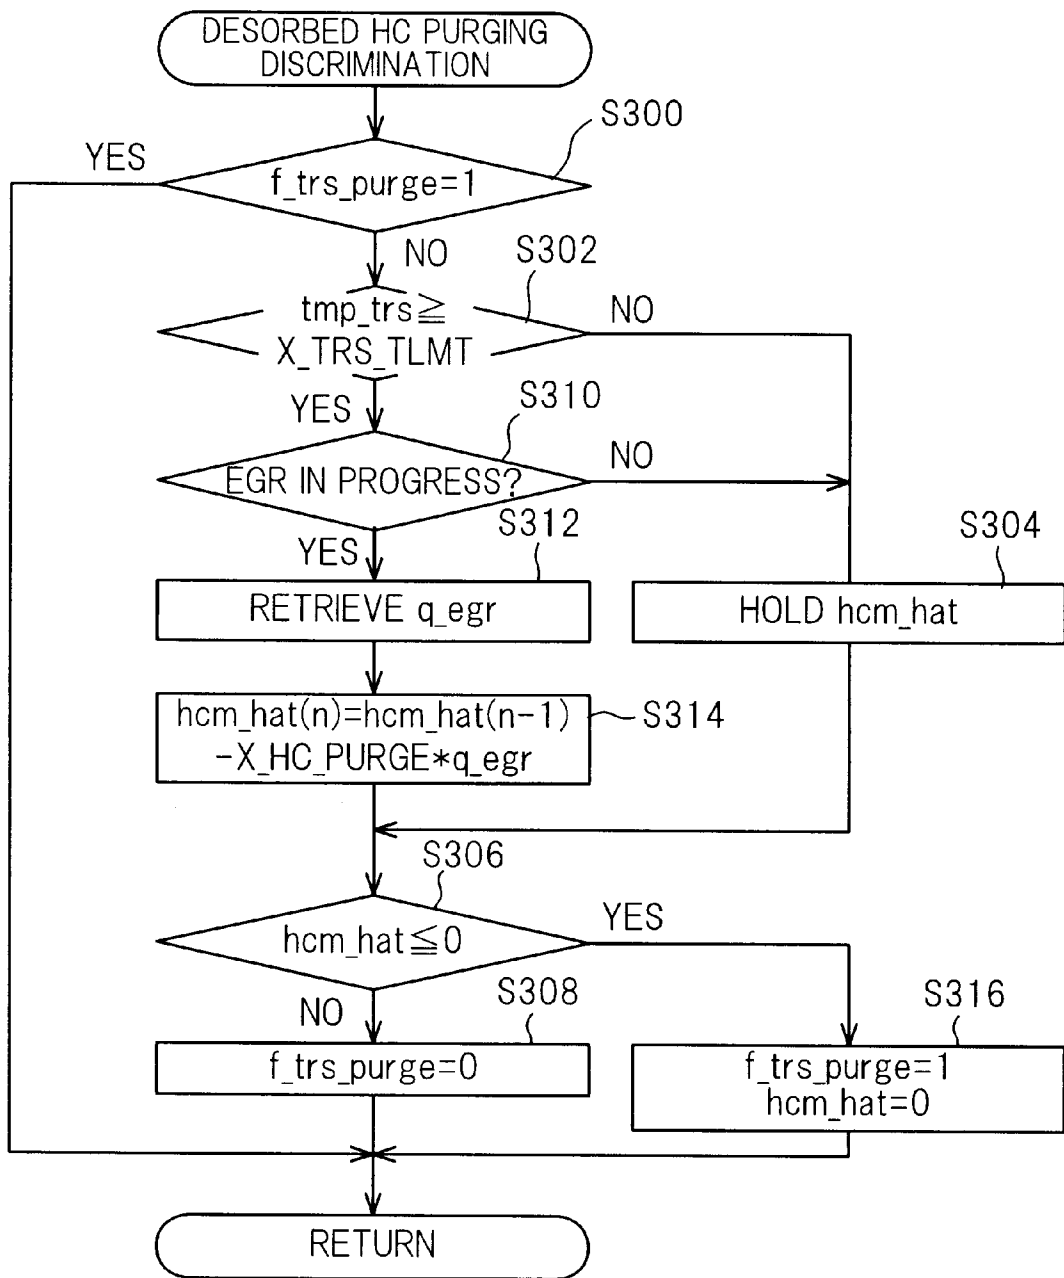 DESORBED HC PURGING
DISCRIMINATION
S300
YES
f_trs_purge=1
NO
S302
tmp_trs≧
X_TRS_TLMT
NO
YES
S310
EGR IN PROGRESS?
NO
YES
S312
S304
RETRIEVE q_egr
HOLD hcm_hat
hcm_hat(n)=hcm_hat(n-1)
-X_HC_PURGE*q_egr
S314
S306
hcm_hat≦0
YES
NO
S308
S316
f_trs_purge=0
f_trs_purge=1
hcm_hat=0
RETURN